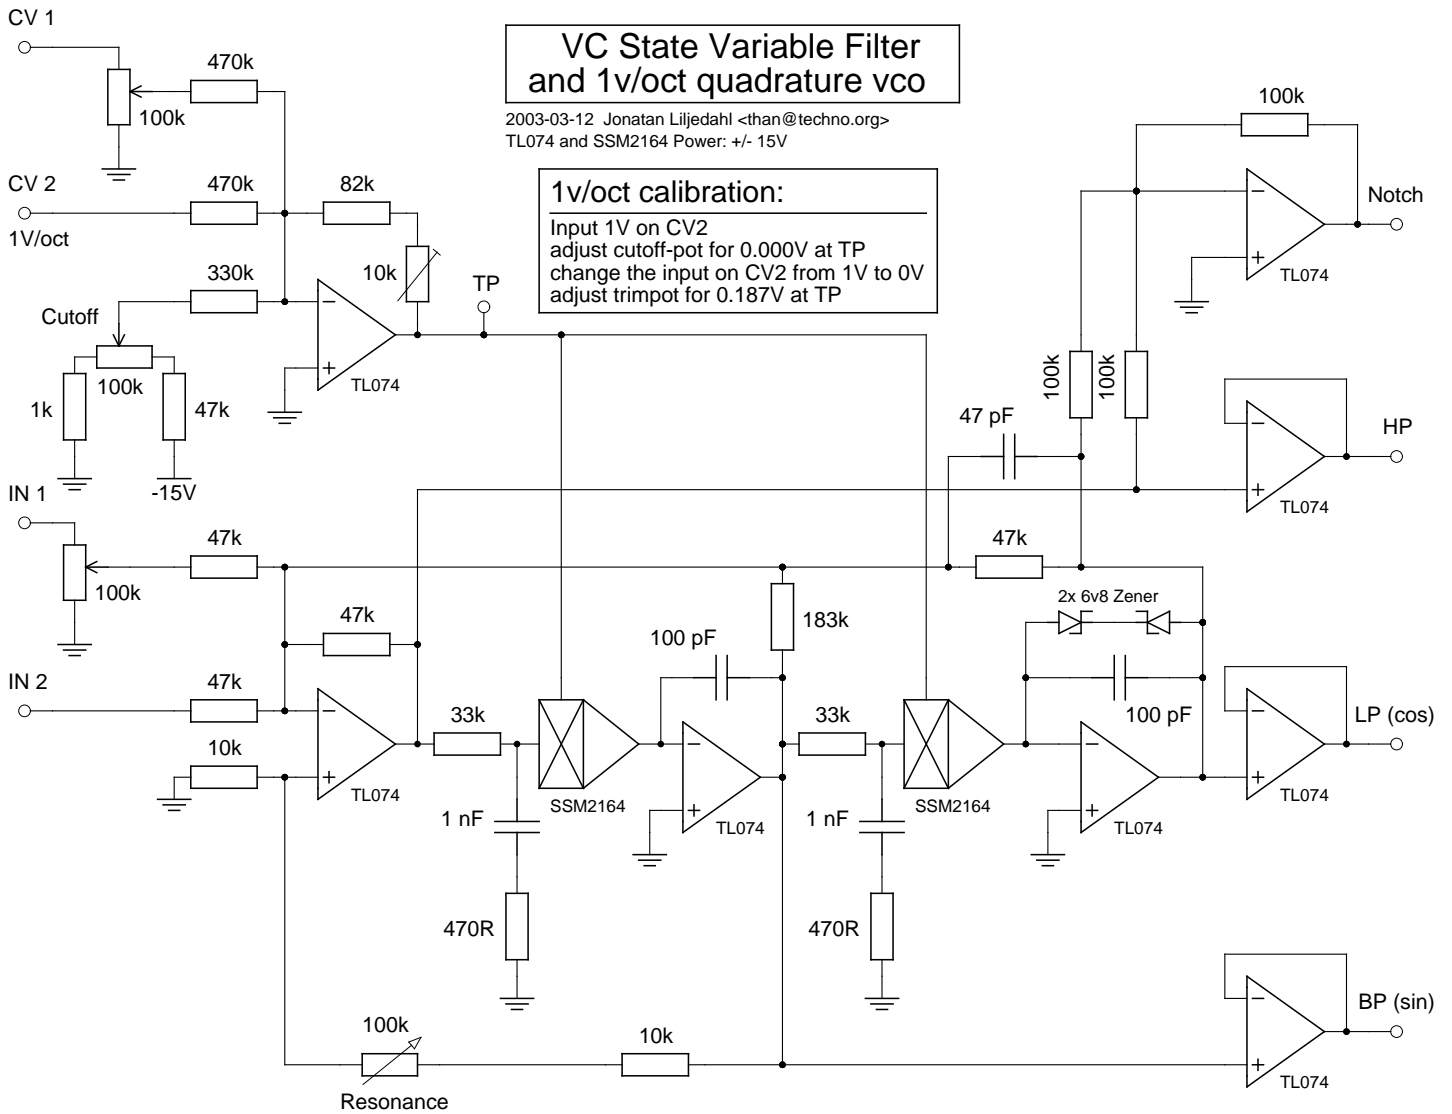 CV 1
470k
100k
CV 2
1V/oct
470k
82k
330k
10k
TP
Cutoff
100k
1k
47k
-15V
TL074
VC State Variable Filter
and 1v/oct quadrature vco
2003-03-12 Jonatan Liljedahl <than@techno.org>
TL074 and SSM2164 Power: +/- 15V
1v/oct calibration:
Input 1V on CV2
adjust cutoff-pot for 0.000V at TP
change the input on CV2 from 1V to 0V
adjust trimpot for 0.187V at TP
100k
Notch
TL074
100k
100k
47 pF
HP
TL074
IN 1
47k
100k
47k
47k
183k
2x 6v8 Zener
100 pF
100 pF
IN 2
47k
10k
TL074
33k
SSM2164
1 nF
470R
TL074
33k
SSM2164
1 nF
470R
TL074
LP (cos)
TL074
100k
Resonance
10k
BP (sin)
TL074